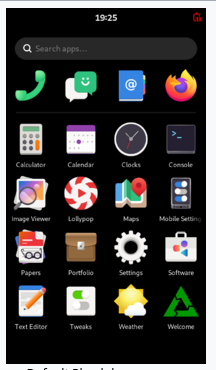 19:25
Search apps...
@
Calculator Calendar Clocks Console
Image Viewer Lollypop Maps Mobile Setting
Papers Portfolio Settings Software
Text Editor Tweaks Weather Welcome